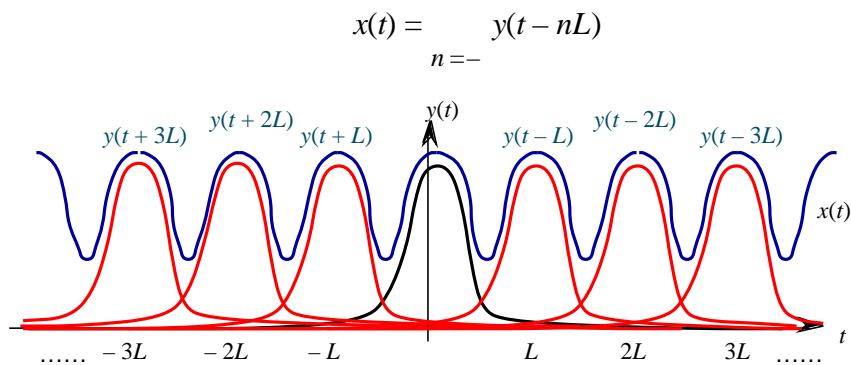 x(t) = y(t – nL)
n = –
y(t)
y(t + 3L) y(t + 2L) y(t + L) y(t – L) y(t – 2L) y(t – 3L)
x(t)
t
...... – 3L – 2L – L L 2L 3L ......